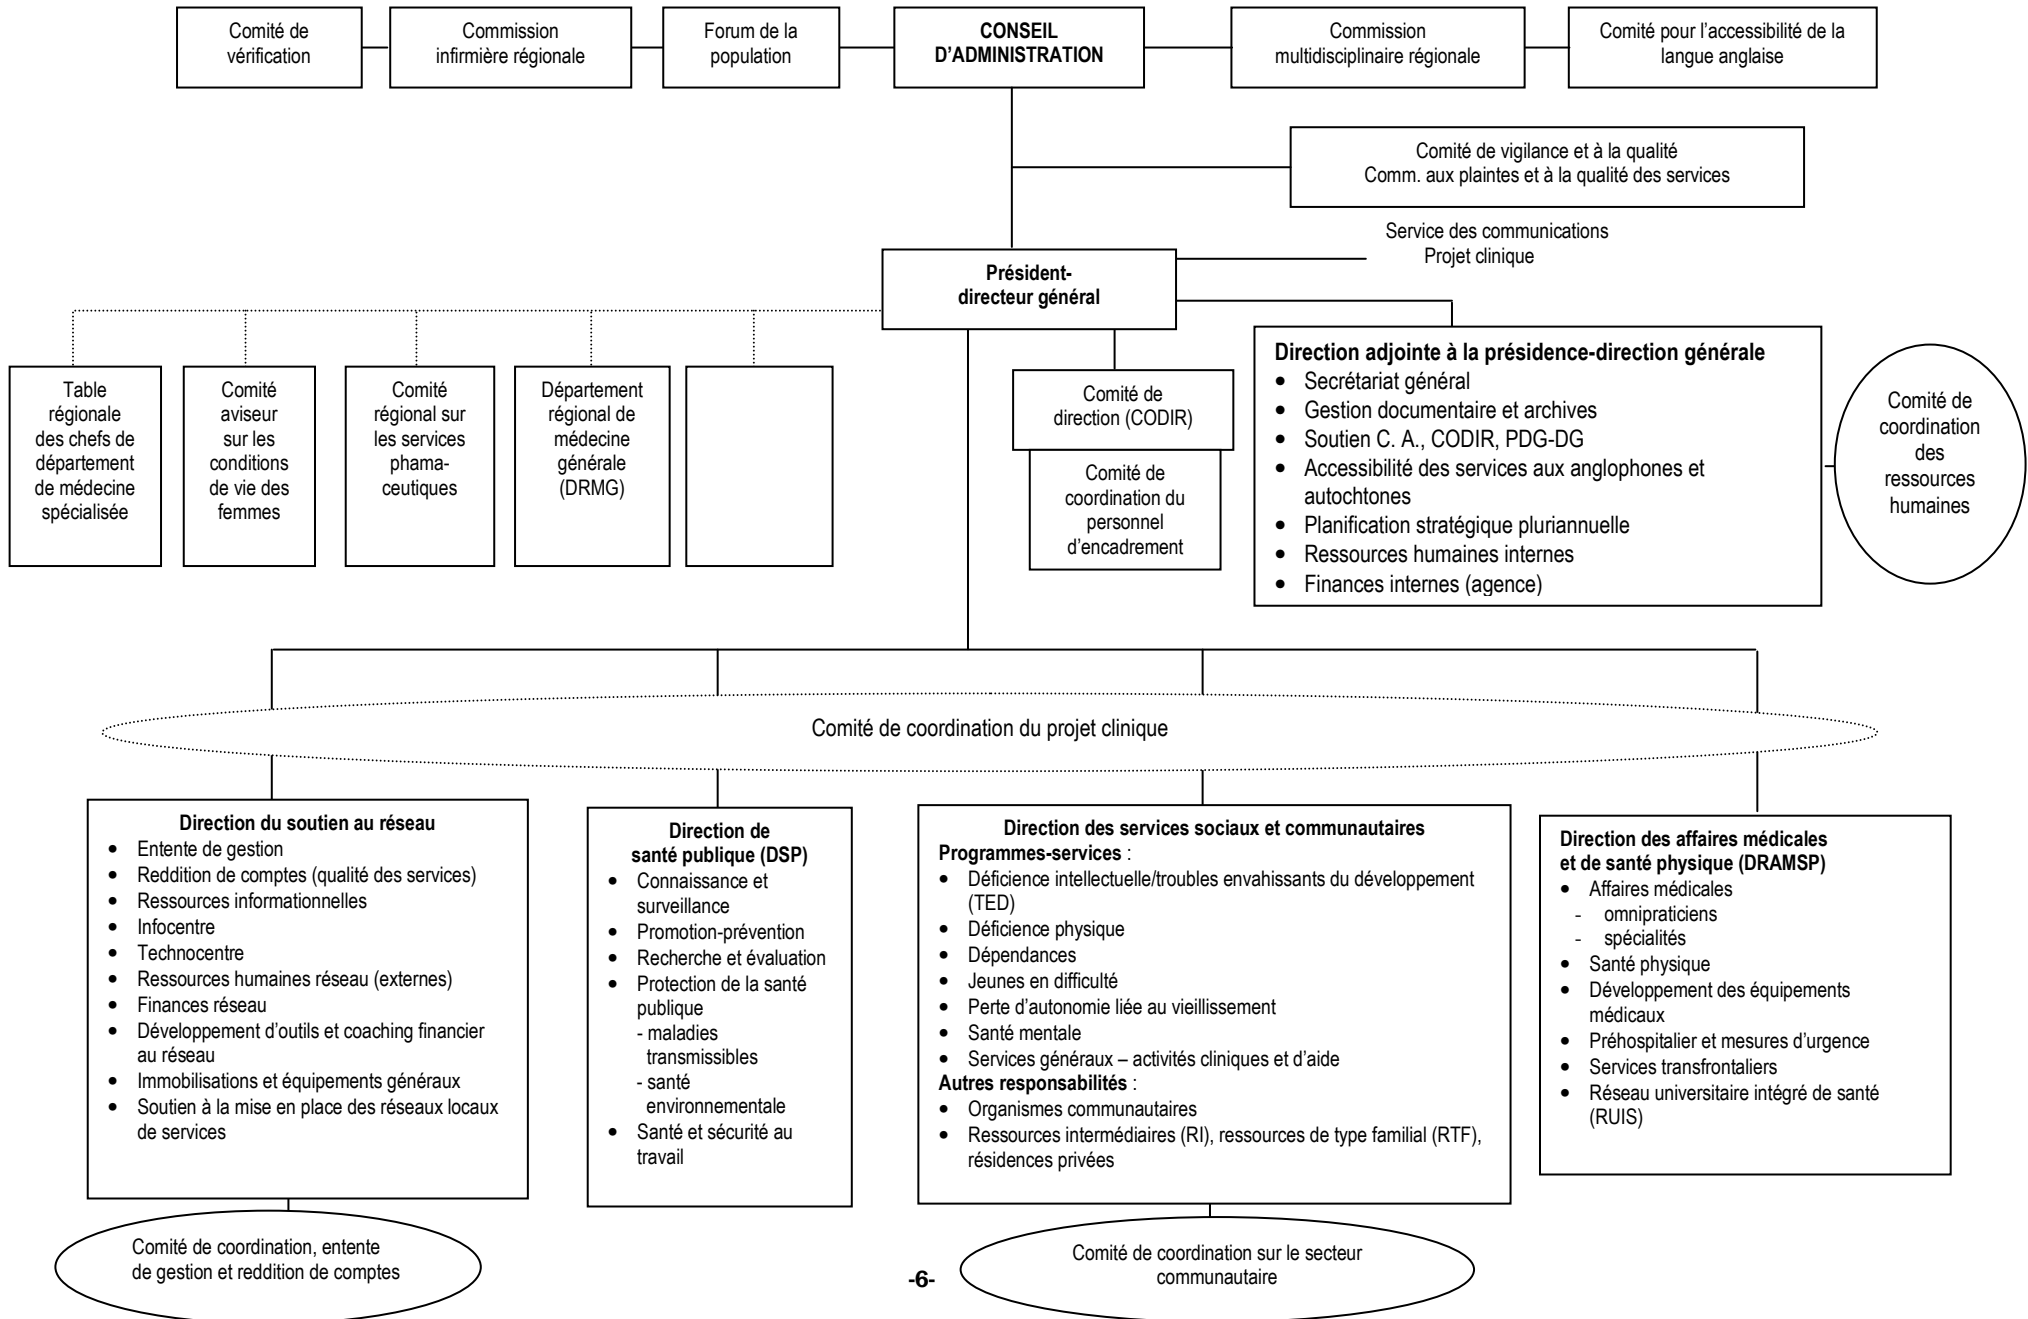 Comité de
vérification
Commission
infirmière régionale
Forum de la
population
CONSEIL
D'ADMINISTRATION
Commission
multidisciplinaire régionale
Comité pour l'accessibilité de la
langue anglaise
Comité de vigilance et à la qualité
Comm. aux plaintes et à la qualité des services
Service des communications
Projet clinique
Président-
directeur général
Table
régionale
des chefs de
département
de médecine
spécialisée
Comité
aviseur
sur les
conditions
de vie des
femmes
Comité
régional sur
les services
phama-
ceutiques
Département
régional de
médecine
générale
(DRMG)
Comité de
direction (CODIR)
Comité de
coordination du
personnel
d'encadrement
Direction adjointe à la présidence-direction générale
• Secrétariat général
• Gestion documentaire et archives
• Soutien C. A., CODIR, PDG-DG
• Accessibilité des services aux anglophones et
autochtones
• Planification stratégique pluriannuelle
• Ressources humaines internes
• Finances internes (agence)
Comité de
coordination
des
ressources
humaines
Comité de coordination du projet clinique
Direction du soutien au réseau
• Entente de gestion
• Reddition de comptes (qualité des services)
• Ressources informationnelles
• Infocentre
• Technocentre
• Ressources humaines réseau (externes)
• Finances réseau
• Développement d'outils et coaching financier
au réseau
• Immobilisations et équipements généraux
• Soutien à la mise en place des réseaux locaux
de services
Direction de
santé publique (DSP)
• Connaissance et
surveillance
• Promotion-prévention
• Recherche et évaluation
• Protection de la santé
publique
- maladies
transmissibles
- santé
environnementale
• Santé et sécurité au
travail
Direction des services sociaux et communautaires
Programmes-services :
• Déficience intellectuelle/troubles envahissants du développement
(TED)
• Déficience physique
• Dépendances
• Jeunes en difficulté
• Perte d'autonomie liée au vieillissement
• Santé mentale
• Services généraux – activités cliniques et d'aide
Autres responsabilités :
• Organismes communautaires
• Ressources intermédiaires (RI), ressources de type familial (RTF),
résidences privées
Direction des affaires médicales
et de santé physique (DRAMSP)
• Affaires médicales
- omnipraticiens
- spécialités
• Santé physique
• Développement des équipements
médicaux
• Préhospitalier et mesures d'urgence
• Services transfrontaliers
• Réseau universitaire intégré de santé
(RUIS)
Comité de coordination, entente
de gestion et reddition de comptes
-6-
Comité de coordination sur le secteur
communautaire